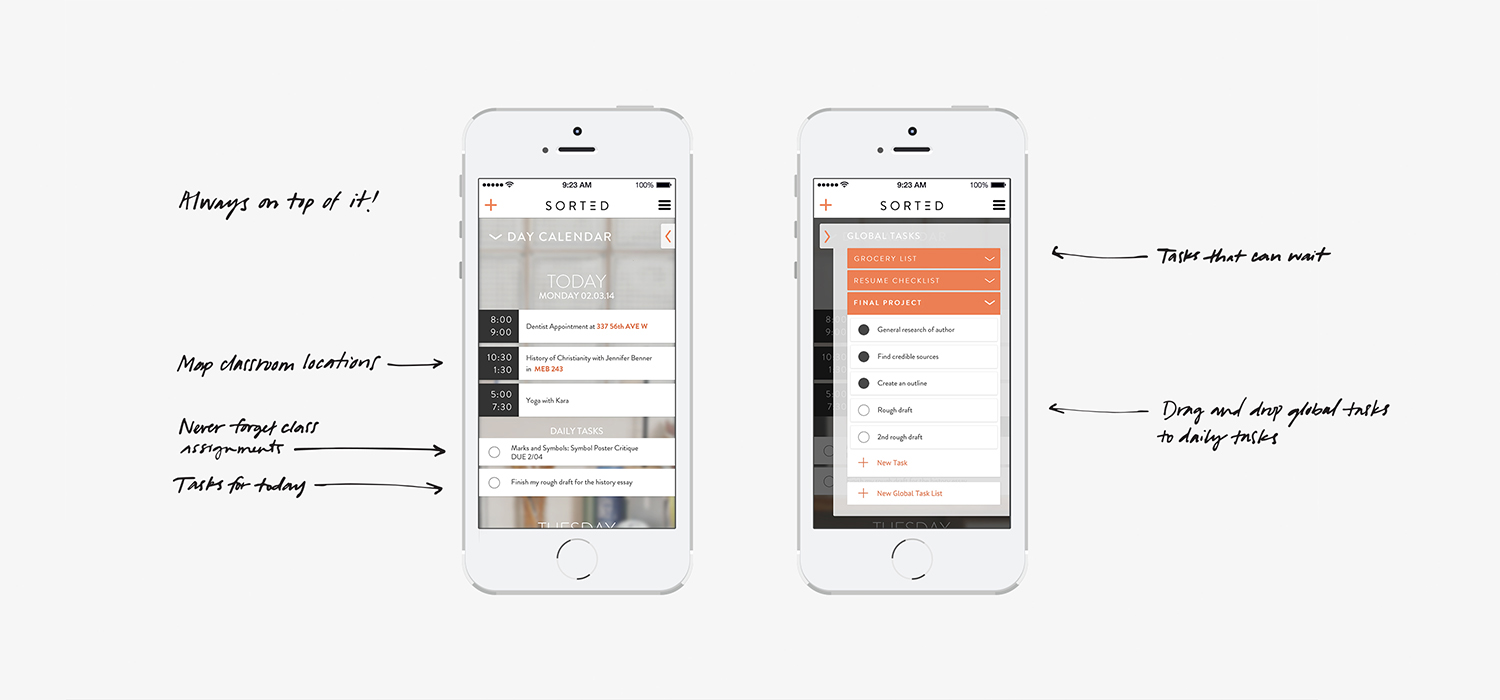 Always on top of it!
Map classroom locations
Never forget class
assignments
Tasks for today
9:23 AM
100%
SORTED
DAY CALENDAR
TODAY
MONDAY 02.03.14
8:00
9:00
Dentist Appointment at 337 56th AVE W
10:30
1:30
History of Christianity with Jennifer Benner
in MEB 243
5:00
7:30
Yoga with Kara
DAILY TASKS
Marks and Symbols: Symbol Poster Critique
DUE 2/04
Finish my rough draft for the history essay
TUESDAY
9:23 AM
100%
SORTED
GLOBAL TASKS
GROCERY LIST
RESUME CHECKLIST
FINAL PROJECT
General research of author
Find credible sources
Create an outline
Rough draft
2nd rough draft
New Task
New Global Task List
TUESDAY
Tasks that can wait
Drag and drop global tasks
to daily tasks